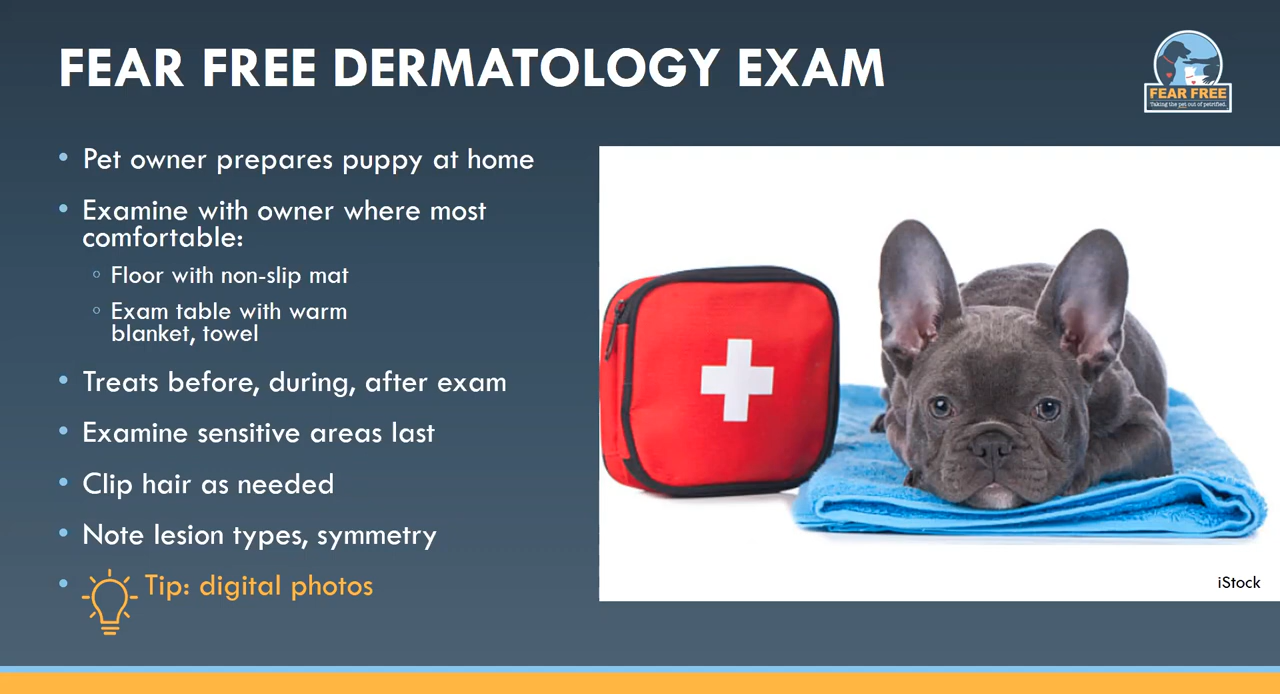 FEAR FREE DERMATOLOGY EXAM
FEAR FREE
Taking the pet out of petrified.
• Pet owner prepares puppy at home
• Examine with owner where most
comfortable:
○ Floor with non-slip mat
○ Exam table with warm
blanket, towel
• Treats before, during, after exam
• Examine sensitive areas last
• Clip hair as needed
• Note lesion types, symmetry
• Tip: digital photos
iStock